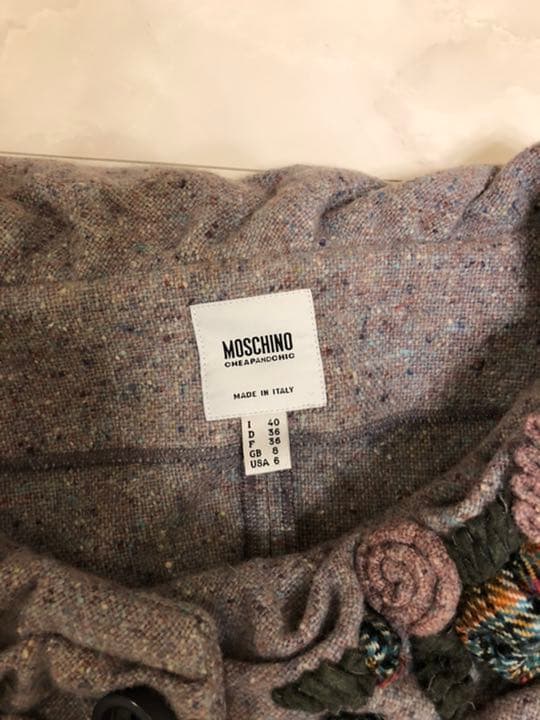 MOSCHINO
CHEAPANDCHIC
MADE IN ITALY
I 40
D 36
F 36
GB 8
USA 6